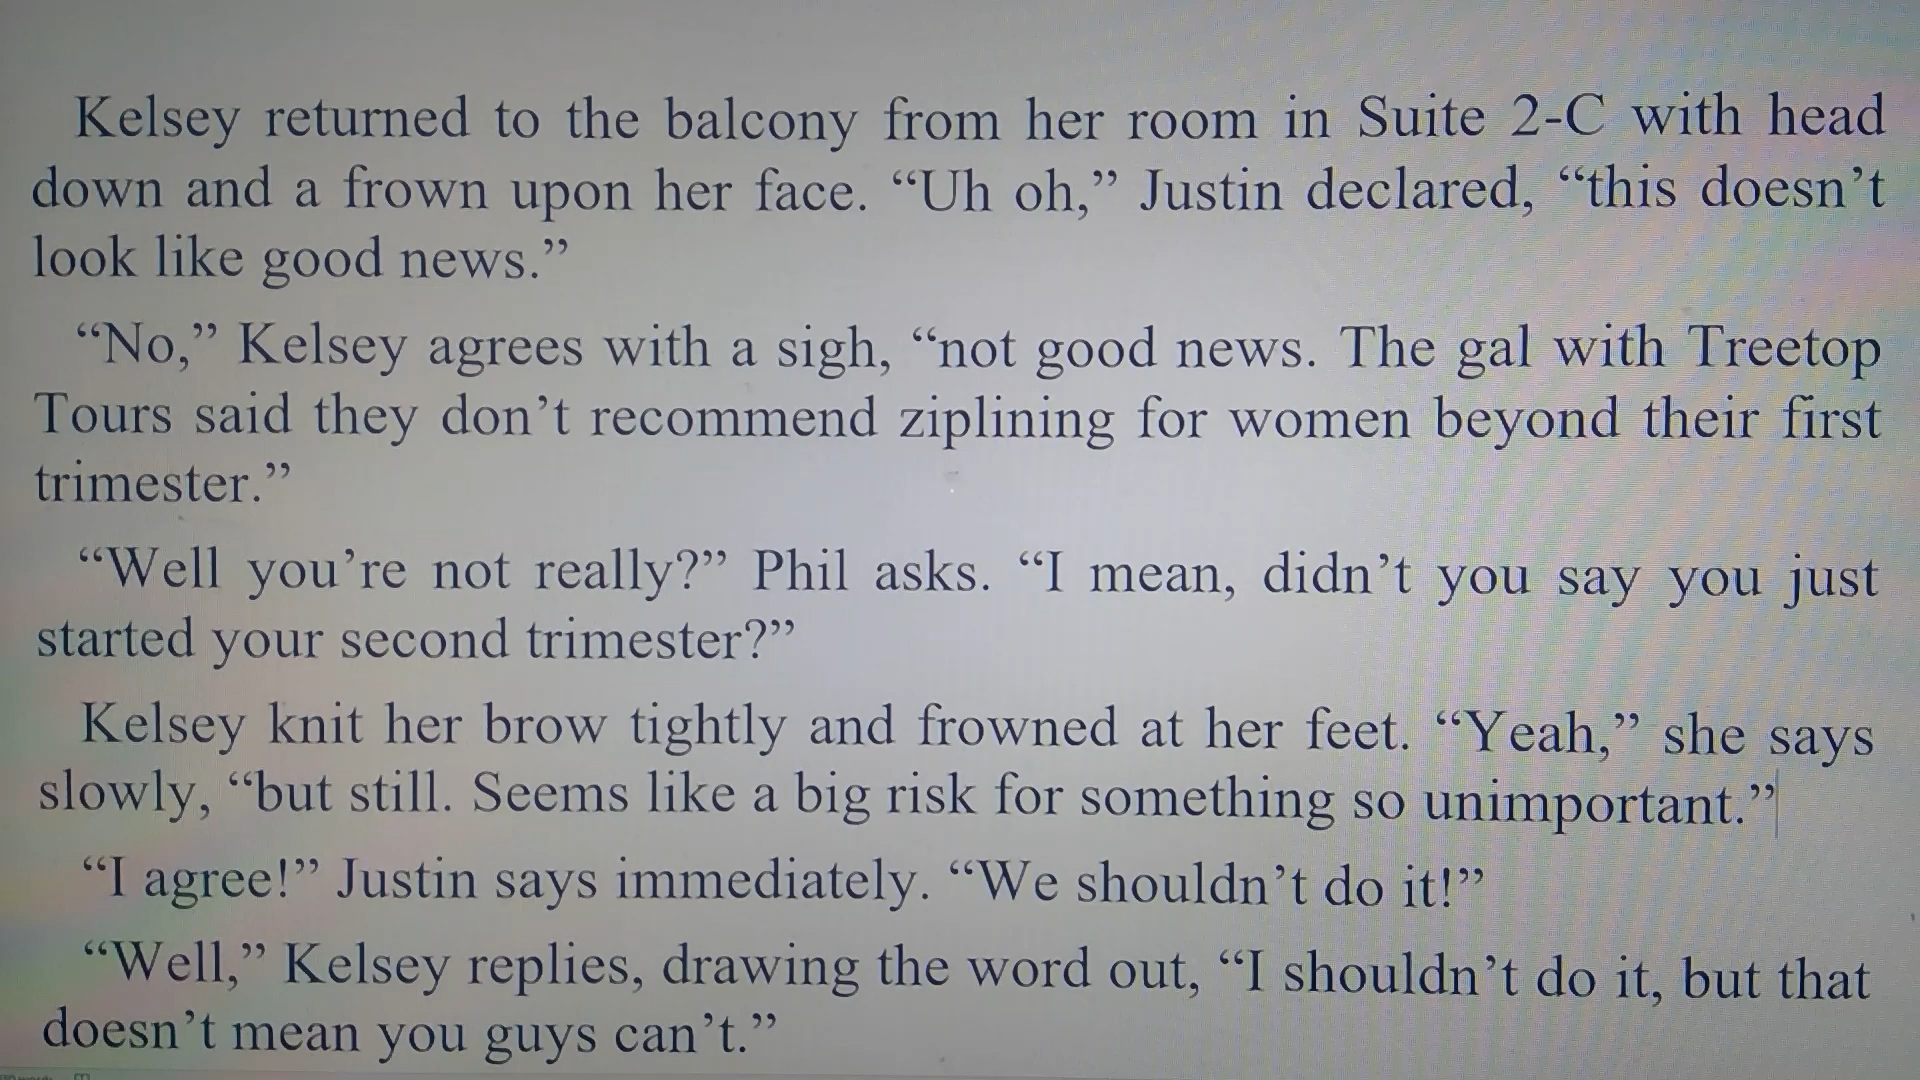 Kelsey returned to the balcony from her room in Suite 2-C with head
down and a frown upon her face. “Uh oh,” Justin declared, “this doesn’t
look like good news.”
“No,” Kelsey agrees with a sigh, “not good news. The gal with Treetop
Tours said they don’t recommend ziplining for women beyond their first
trimester.”
“Well you’re not really?” Phil asks. “I mean, didn’t you say you just
started your second trimester?”
Kelsey knit her brow tightly and frowned at her feet. “Yeah,” she says
slowly, “but still. Seems like a big risk for something so unimportant.”
“I agree!” Justin says immediately. “We shouldn’t do it!”
“Well,” Kelsey replies, drawing the word out, “I shouldn’t do it, but that
doesn’t mean you guys can’t.”